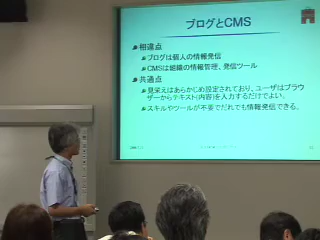 ブログとCMS
相違点
ブログは個人の情報発信
CMSは組織の情報管理、発信ツール
共通点
見栄えはあらかじめ設定されており、ユーザはブラウ
ザーからテキスト(内容)を入力するだけでよい。
スキルやツールが不要でだれでも情報発信できる。